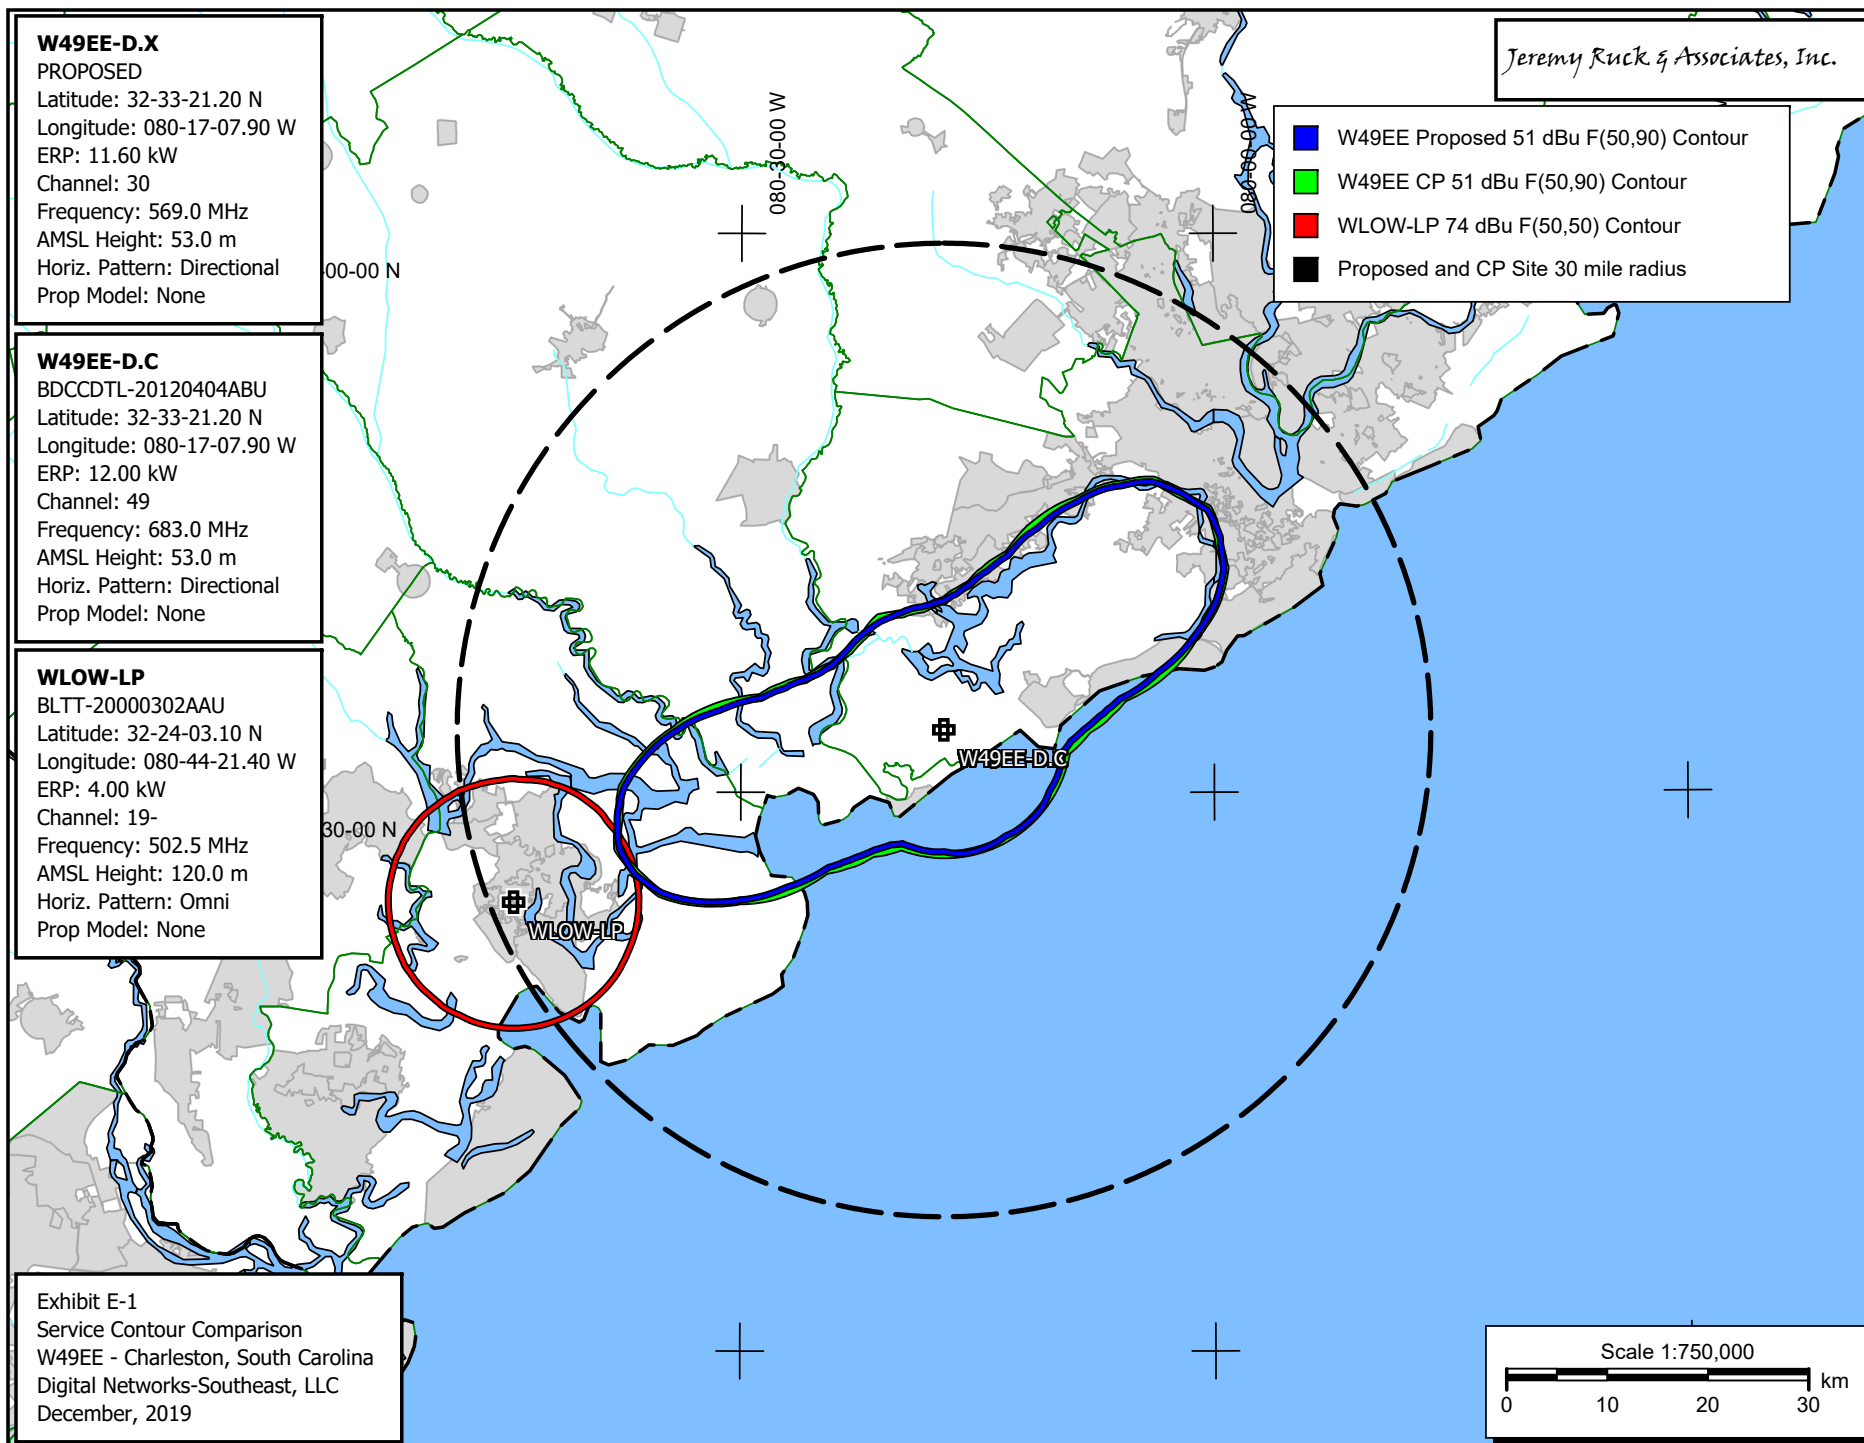 W49EE-D.X
PROPOSED
Latitude: 32-33-21.20 N
Longitude: 080-17-07.90 W
ERP: 11.60 kW
Channel: 30
Frequency: 569.0 MHz
AMSL Height: 53.0 m
Horiz. Pattern: Directional
Prop Model: None
W49EE-D.C
BDCCDTL-20120404ABU
Latitude: 32-33-21.20 N
Longitude: 080-17-07.90 W
ERP: 12.00 kW
Channel: 49
Frequency: 683.0 MHz
AMSL Height: 53.0 m
Horiz. Pattern: Directional
Prop Model: None
WLOW-LP
BLTT-20000302AAU
Latitude: 32-24-03.10 N
Longitude: 080-44-21.40 W
ERP: 4.00 kW
Channel: 19-
Frequency: 502.5 MHz
AMSL Height: 120.0 m
Horiz. Pattern: Omni
Prop Model: None
Jeremy Ruck & Associates, Inc.
W49EE Proposed 51 dBu F(50,90) Contour
W49EE CP 51 dBu F(50,90) Contour
WLOW-LP 74 dBu F(50,50) Contour
Proposed and CP Site 30 mile radius
080-30-00 W
080-00-00 W
-00-00 N
30-00 N
W49EE-D.C
WLOW-LP
Exhibit E-1
Service Contour Comparison
W49EE - Charleston, South Carolina
Digital Networks-Southeast, LLC
December, 2019
Scale 1:750,000
km
0 10 20 30